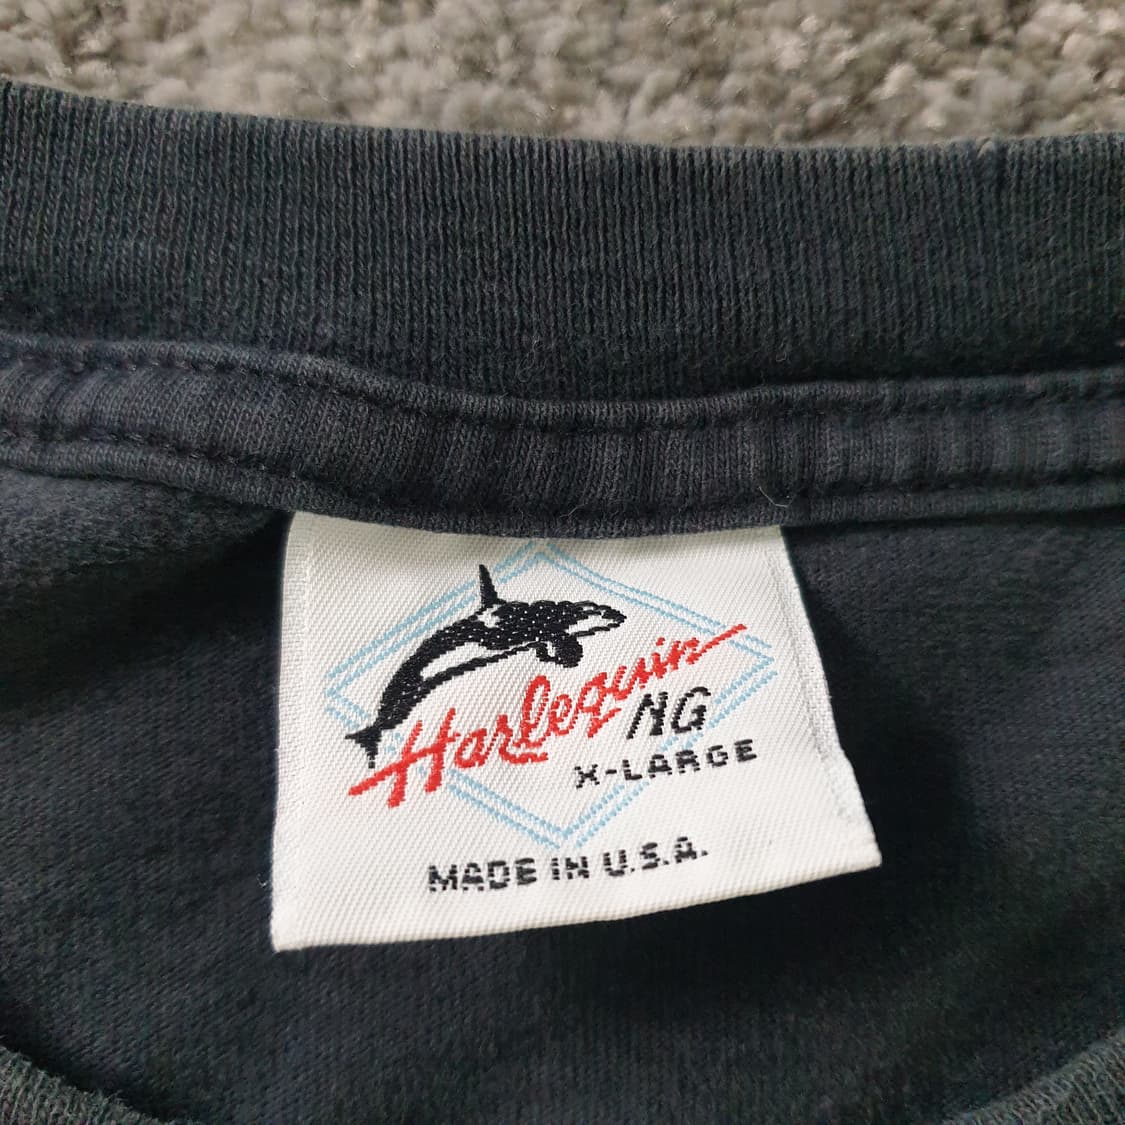 Harlequin
NG
X-LARGE
MADE IN U.S.A.